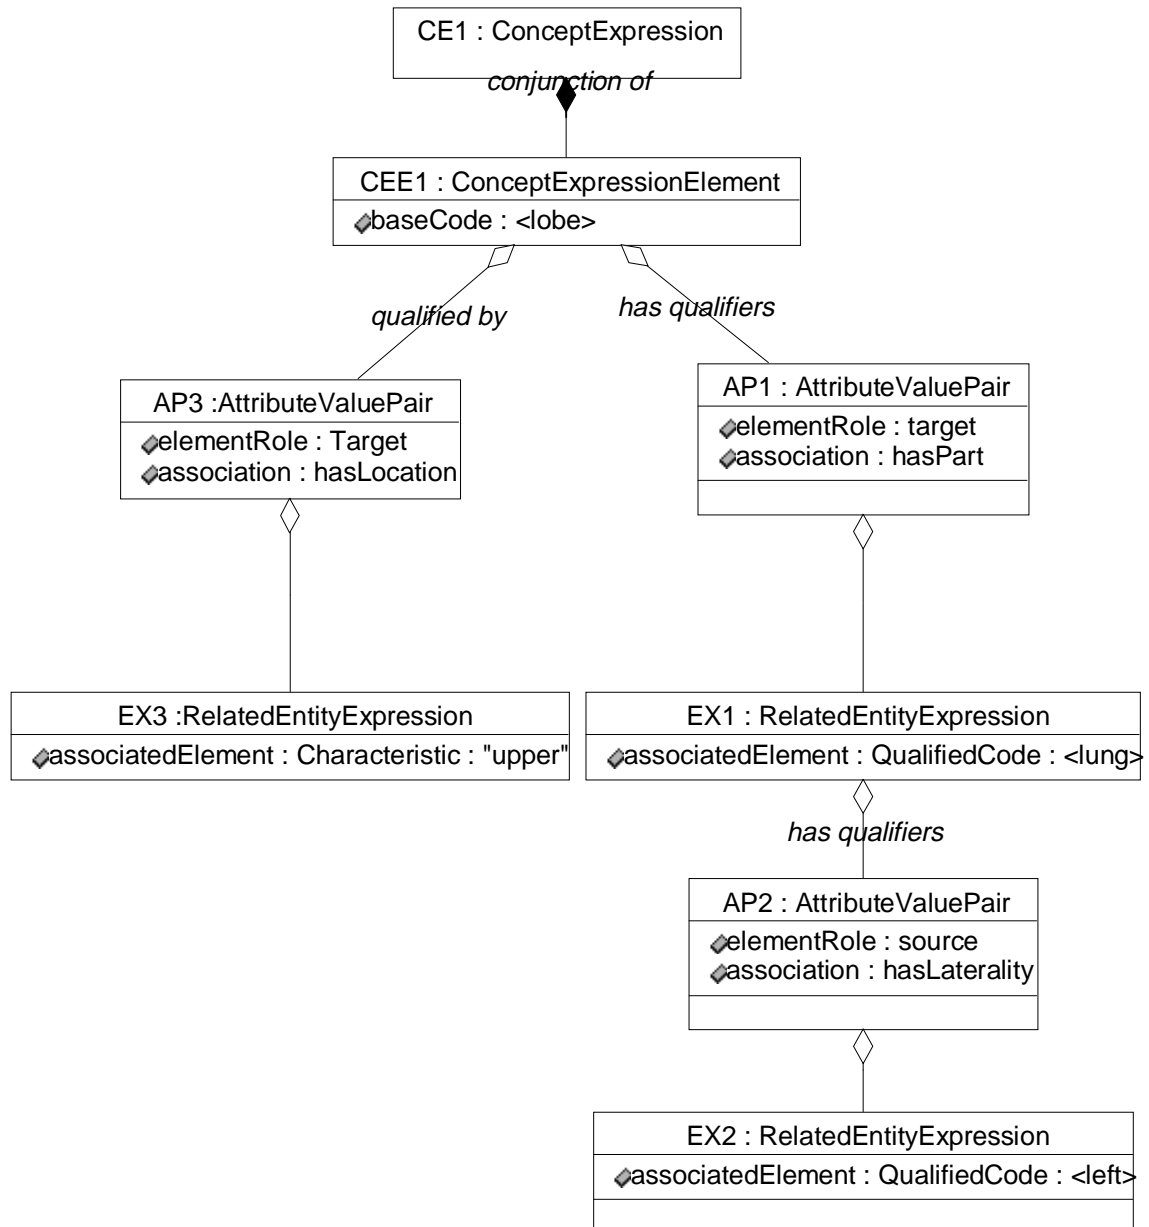 CE1 : ConceptExpression
conjunction of
CEE1 : ConceptExpressionElement
baseCode : <lobe>
qualified by
has qualifiers
AP3 :AttributeValuePair
elementRole : Target
association : hasLocation
AP1 : AttributeValuePair
elementRole : target
association : hasPart
EX3 :RelatedEntityExpression
associatedElement : Characteristic : "upper"
EX1 : RelatedEntityExpression
associatedElement : QualifiedCode : <lung>
has qualifiers
AP2 : AttributeValuePair
elementRole : source
association : hasLaterality
EX2 : RelatedEntityExpression
associatedElement : QualifiedCode : <left>